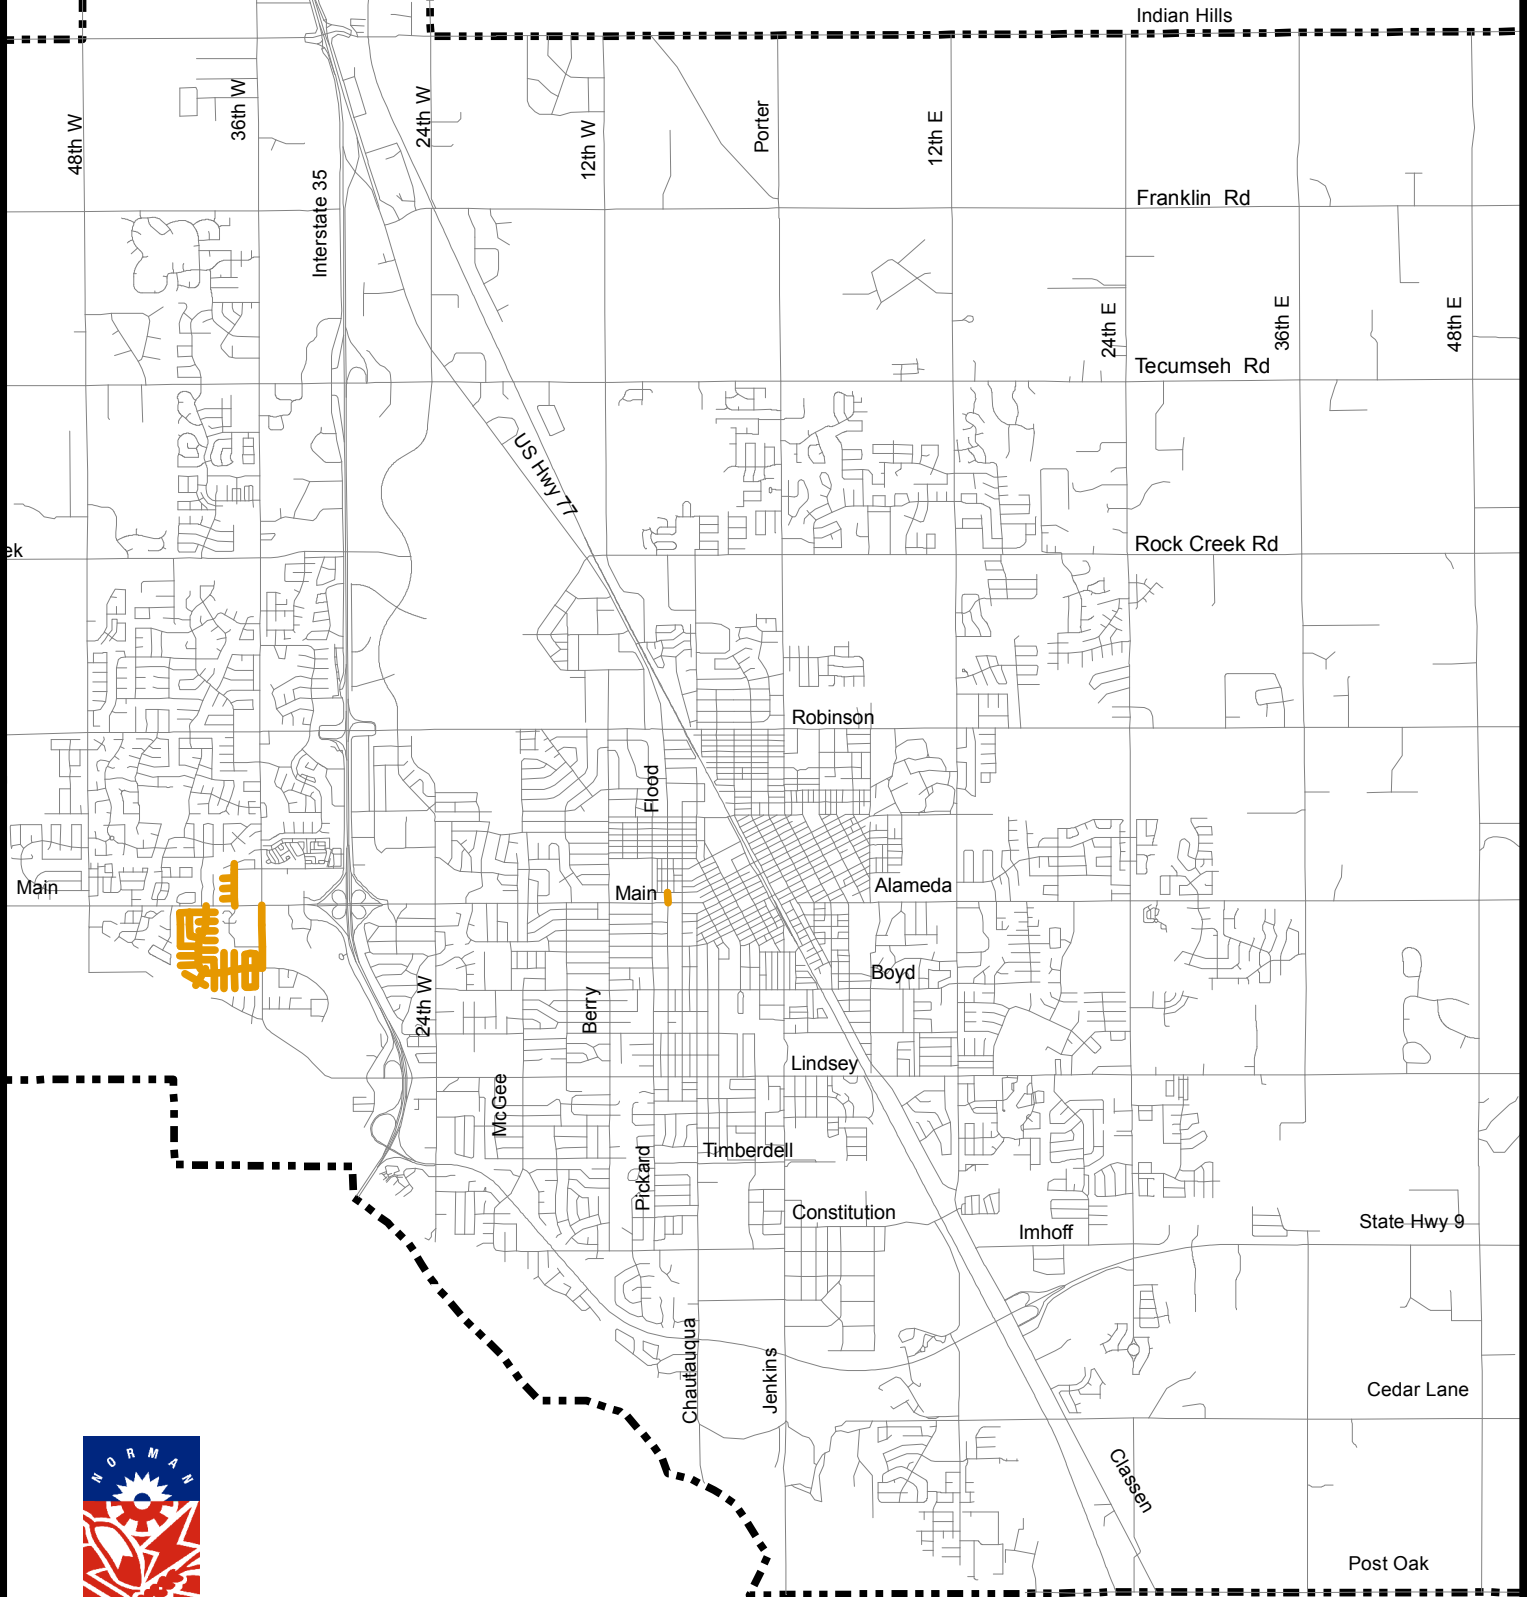 Indian Hills
48th W
36th W
24th W
12th W
Porter
12th E
Interstate 35
Franklin Rd
24th E
36th E
48th E
Tecumseh Rd
US Hwy 77
ek
Rock Creek Rd
Robinson
Flood
Main
Main
Alameda
Boyd
24th W
Berry
Lindsey
McGee
Timberdell
Pickard
Constitution
Imhoff
State Hwy 9
Chautauqua
Jenkins
Cedar Lane
Classen
NORMAN
Post Oak